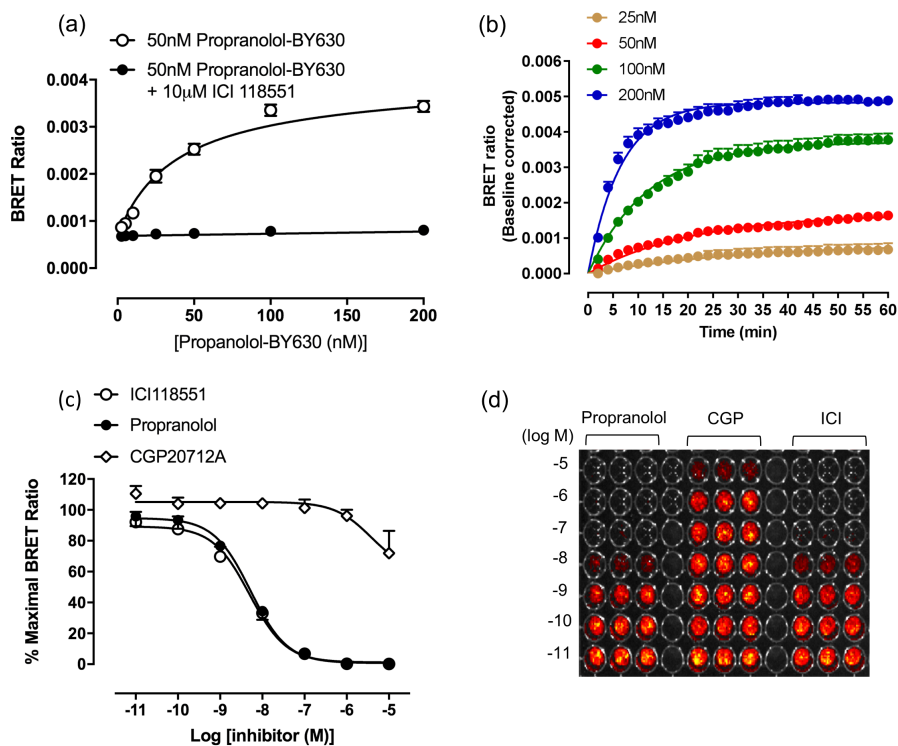 (a)
50nM Propranolol-BY630
50nM Propranolol-BY630
+ 10μM ICI 118551
BRET Ratio
0.004
0.003
0.002
0.001
0.000
0 50 100 150 200
[Propanolol-BY630 (nM)]
(b)
25nM
50nM
100nM
200nM
BRET ratio
(Baseline corrected)
0.006
0.005
0.004
0.003
0.002
0.001
0.000
0 5 10 15 20 25 30 35 40 45 50 55 60
Time (min)
(c)
ICI118551
Propranolol
CGP20712A
% Maximal BRET Ratio
120
100
80
60
40
20
0
-11 -10 -9 -8 -7 -6 -5
Log [inhibitor (M)]
(d)
Propranolol CGP ICI
(log M)
-5
-6
-7
-8
-9
-10
-11